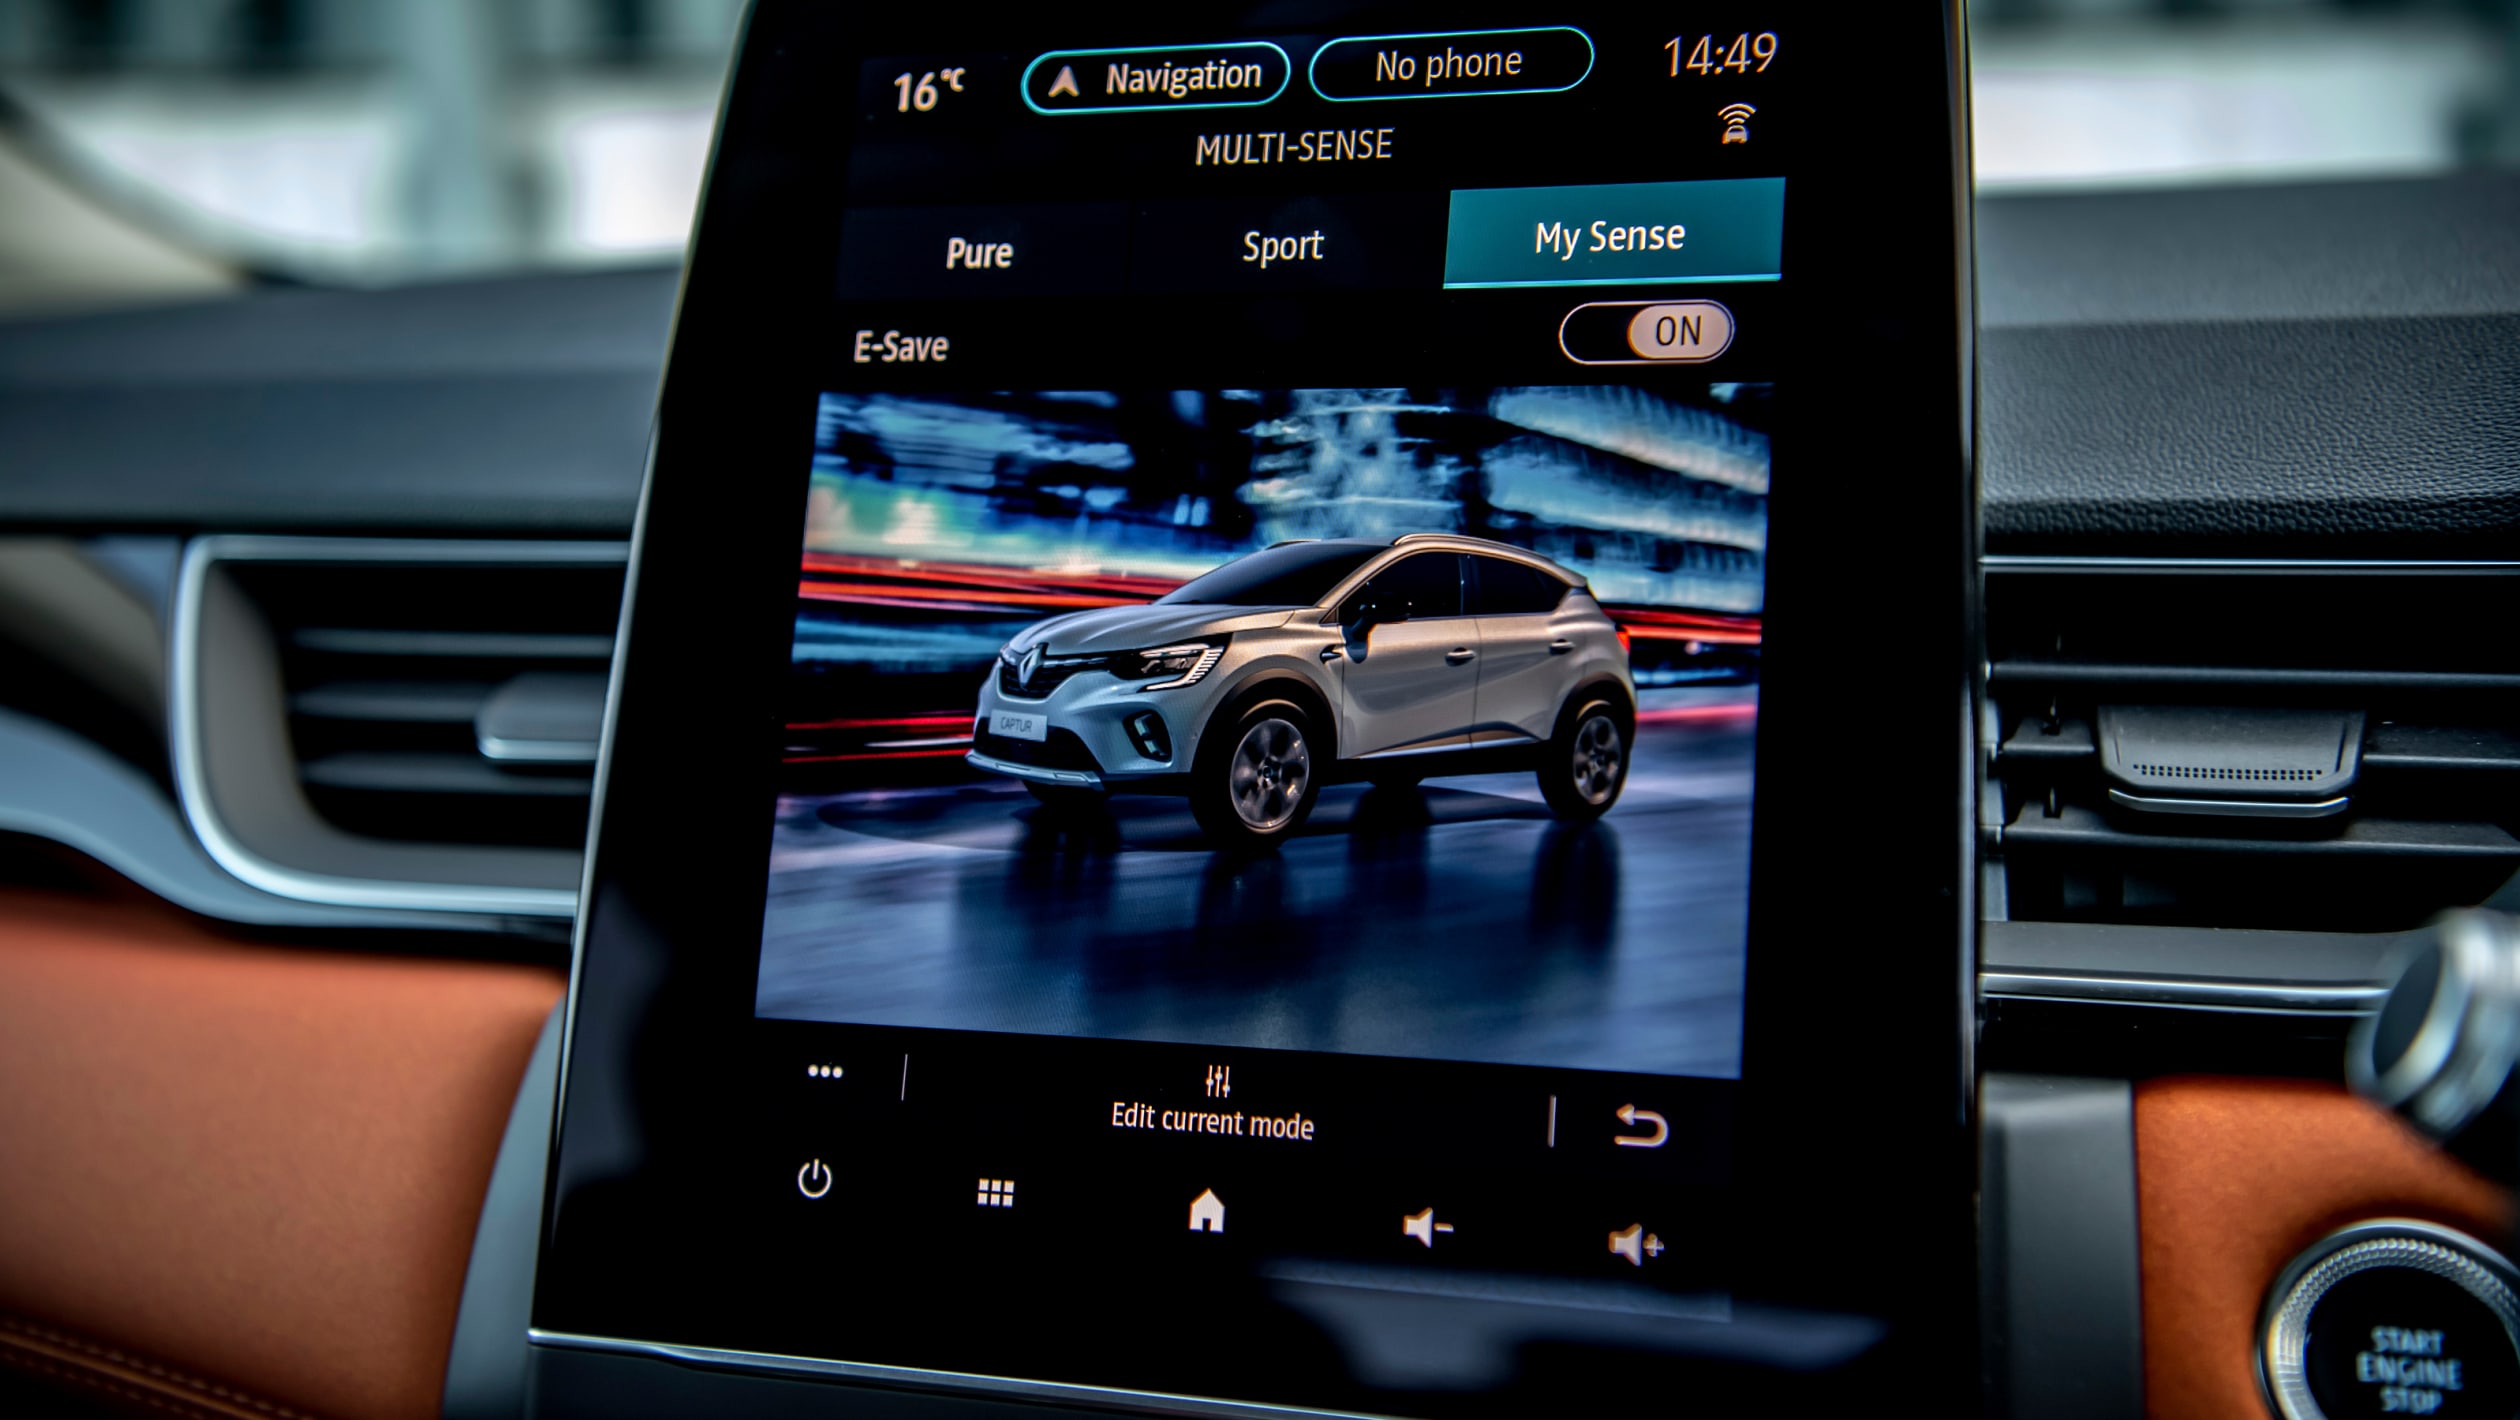 16°C
Navigation
No phone
14:49
MULTI-SENSE
Pure
Sport
My Sense
E-Save
ON
CAPTUR
Edit current mode
START
ENGINE
STOP